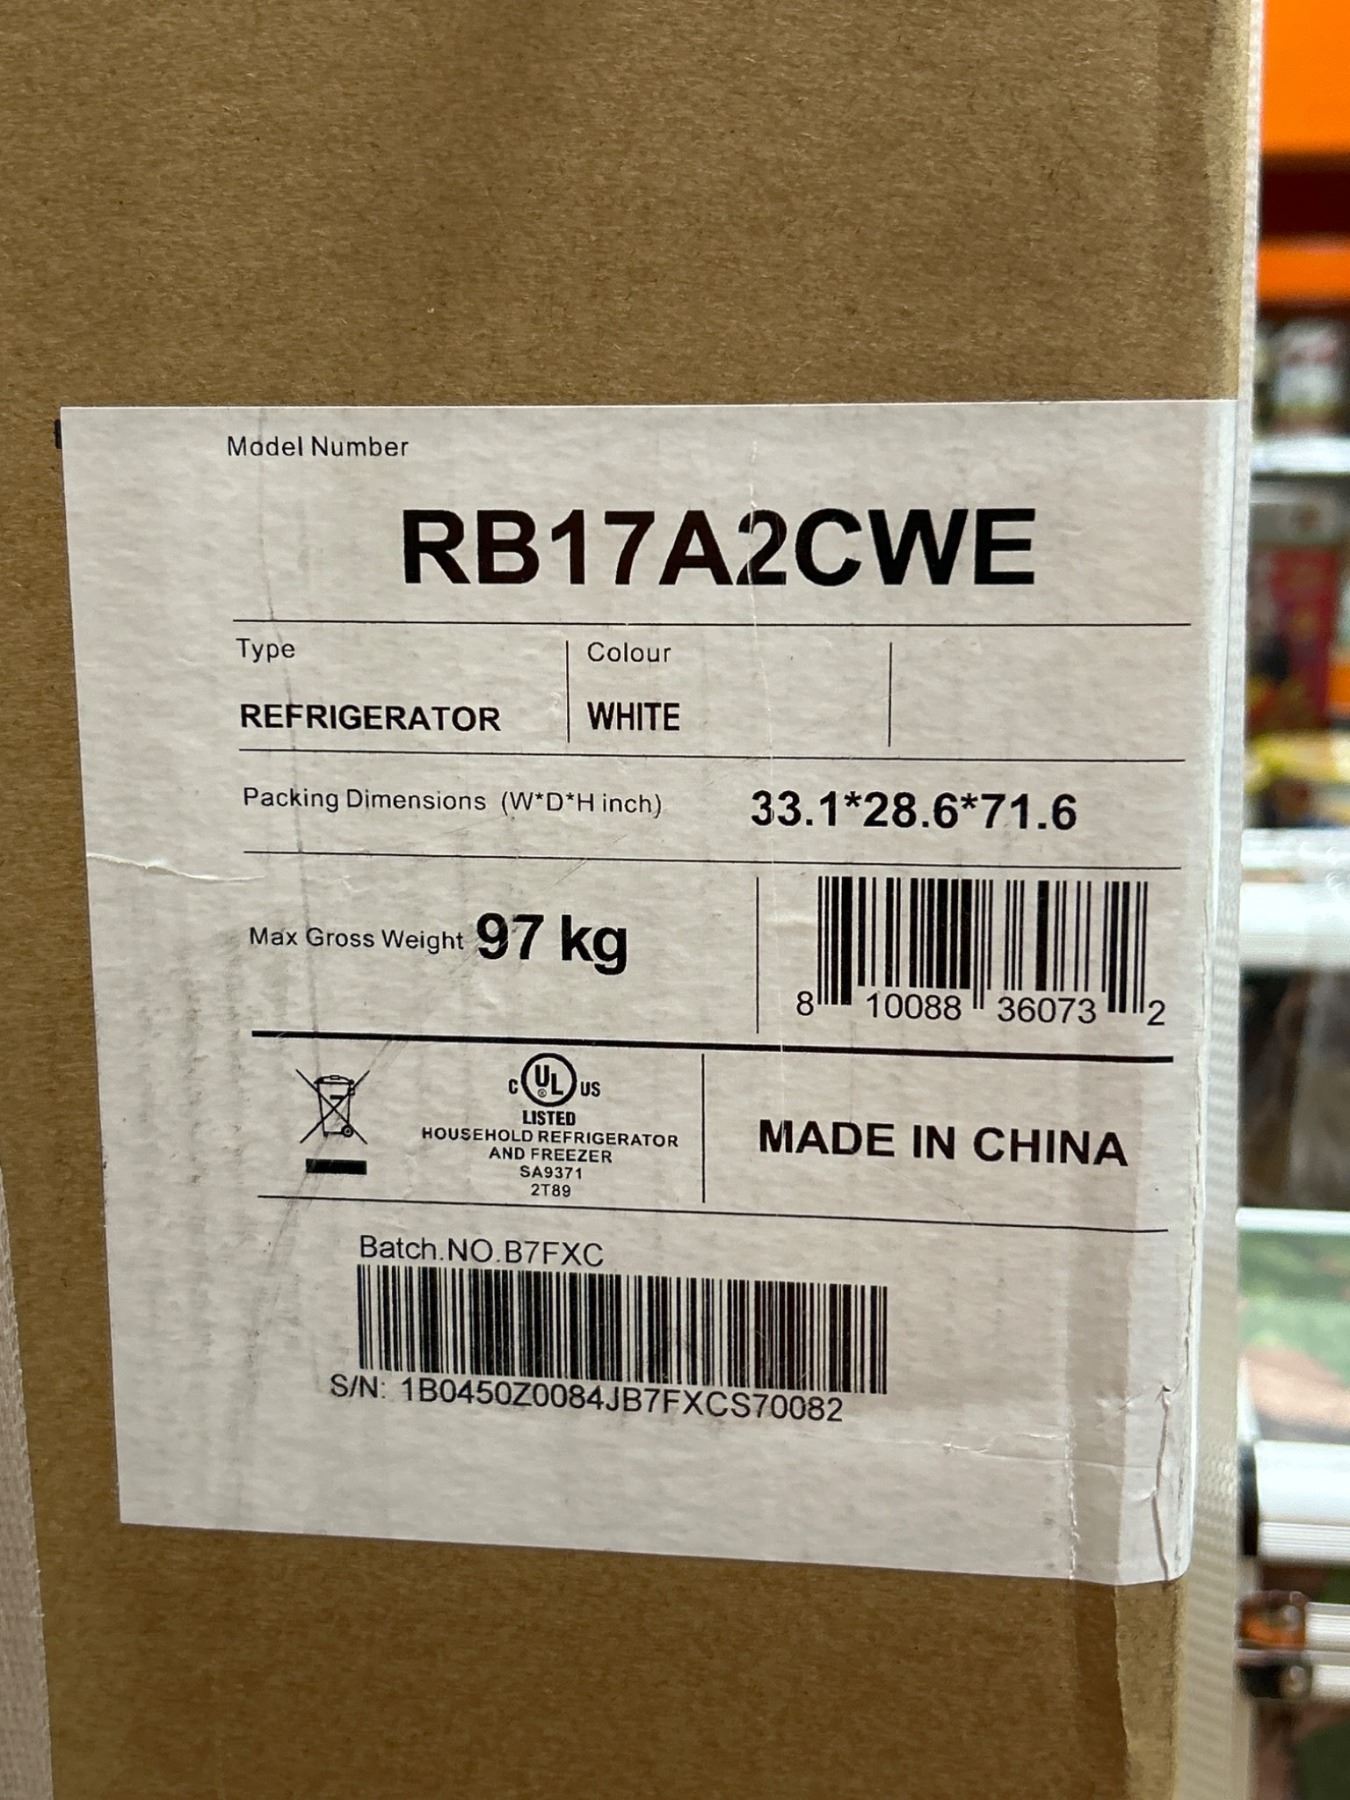 Model Number
RB17A2CWE
Type
Colour
REFRIGERATOR
WHITE
Packing Dimensions (W*D*H inch) 33.1*28.6*71.6
Max Gross Weight 97 kg
8 10088 36073 2
C UL US
LISTED
HOUSEHOLD REFRIGERATOR
AND FREEZER
SA9371
2T89
MADE IN CHINA
Batch.NO.B7FXC
S/N: 1B0450Z0084JB7FXCS70082